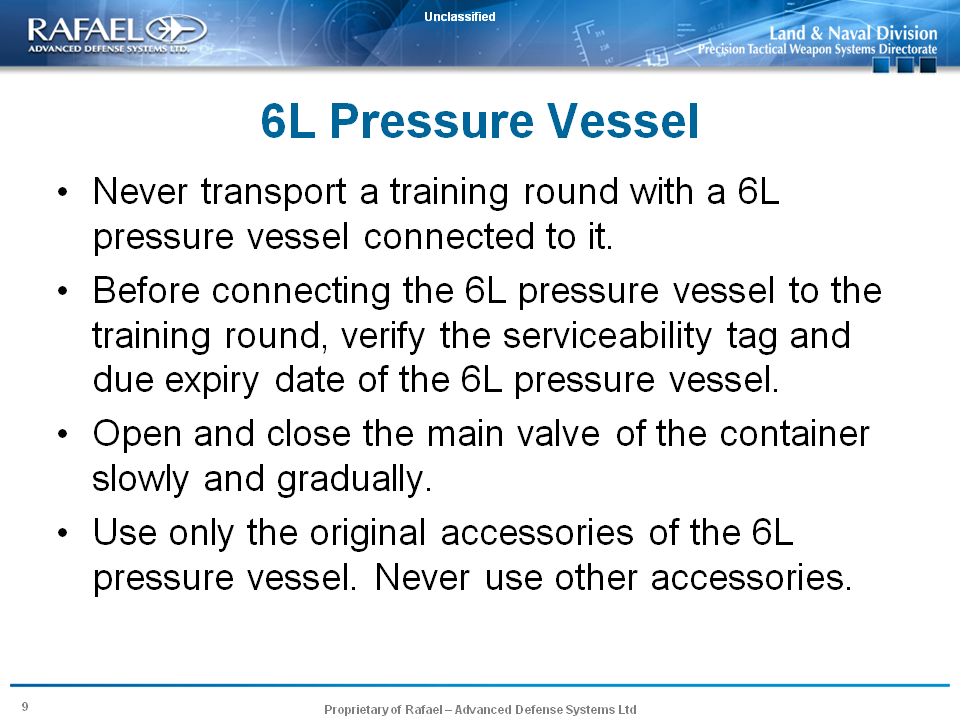 Unclassified
RAFAEL
ADVANCED DEFENSE SYSTEMS LTD.
Land & Naval Division
Precision Tactical Weapon Systems Directorate
6L Pressure Vessel
• Never transport a training round with a 6L
pressure vessel connected to it.
• Before connecting the 6L pressure vessel to the
training round, verify the serviceability tag and
due expiry date of the 6L pressure vessel.
• Open and close the main valve of the container
slowly and gradually.
• Use only the original accessories of the 6L
pressure vessel. Never use other accessories.
9
Proprietary of Rafael – Advanced Defense Systems Ltd